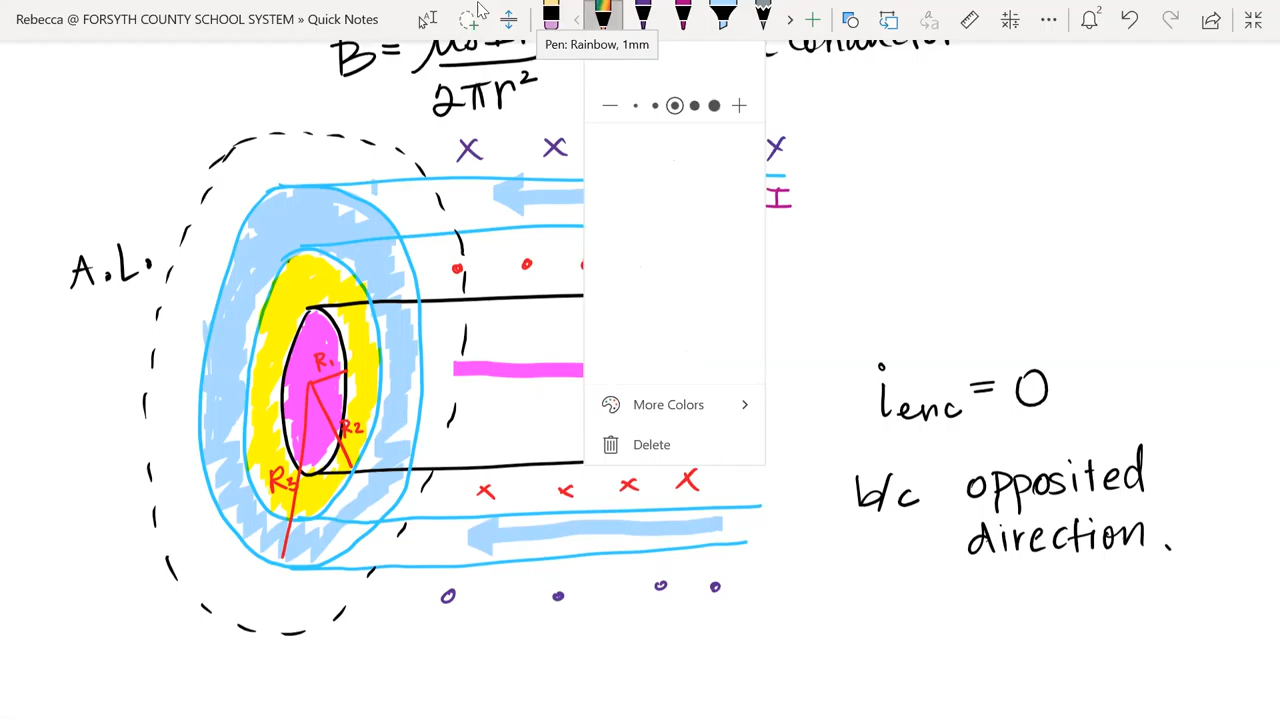 Rebecca @ FORSYTH COUNTY SCHOOL SYSTEM » Quick Notes
2
Pen: Rainbow, 1mm
B =
2πr²
x x x
I
A.L.
R1
R2
R3
x x x x
More Colors
Delete
ienc = 0
b/c opposited
direction.